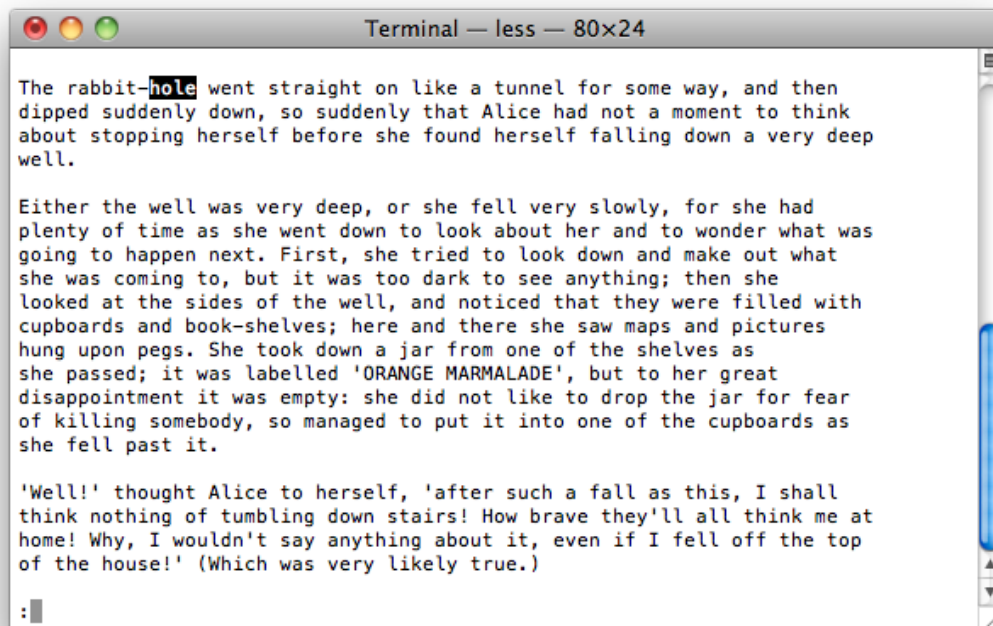 Terminal — less — 80×24
The rabbit-hole went straight on like a tunnel for some way, and then
dipped suddenly down, so suddenly that Alice had not a moment to think
about stopping herself before she found herself falling down a very deep
well.
Either the well was very deep, or she fell very slowly, for she had
plenty of time as she went down to look about her and to wonder what was
going to happen next. First, she tried to look down and make out what
she was coming to, but it was too dark to see anything; then she
looked at the sides of the well, and noticed that they were filled with
cupboards and book-shelves; here and there she saw maps and pictures
hung upon pegs. She took down a jar from one of the shelves as
she passed; it was labelled 'ORANGE MARMALADE', but to her great
disappointment it was empty: she did not like to drop the jar for fear
of killing somebody, so managed to put it into one of the cupboards as
she fell past it.
'Well!' thought Alice to herself, 'after such a fall as this, I shall
think nothing of tumbling down stairs! How brave they'll all think me at
home! Why, I wouldn't say anything about it, even if I fell off the top
of the house!' (Which was very likely true.)
: